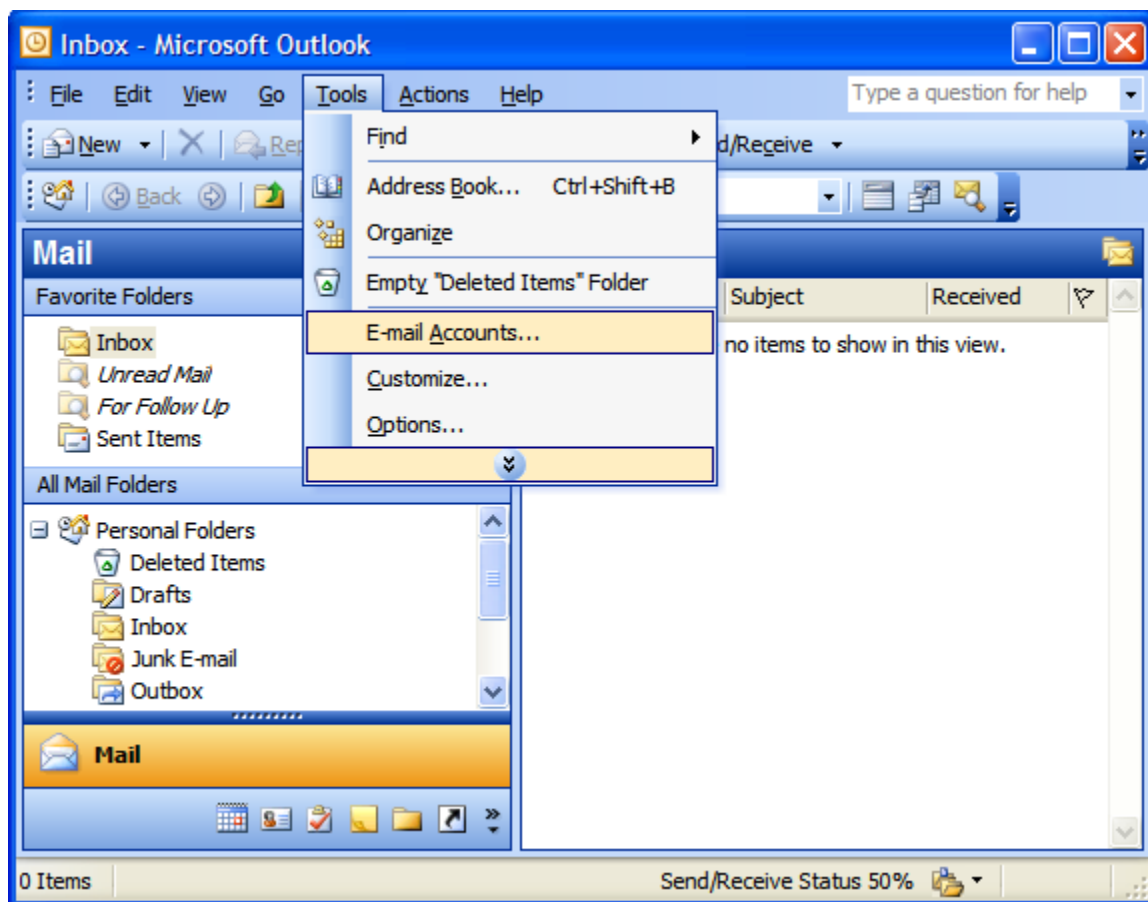 Inbox - Microsoft Outlook
File Edit View Go Tools Actions Help Type a question for help
New Rep d/Receive
Find
Back
Address Book... Ctrl+Shift+B
Organize
Empty "Deleted Items" Folder
E-mail Accounts...
Customize...
Options...
Mail
Favorite Folders
Inbox
Unread Mail
For Follow Up
Sent Items
All Mail Folders
Personal Folders
Deleted Items
Drafts
Inbox
Junk E-mail
Outbox
Mail
Subject Received
no items to show in this view.
0 Items Send/Receive Status 50%